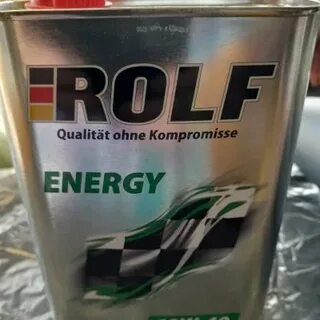 ROLF
Qualität ohne Kompromisse
ENERGY